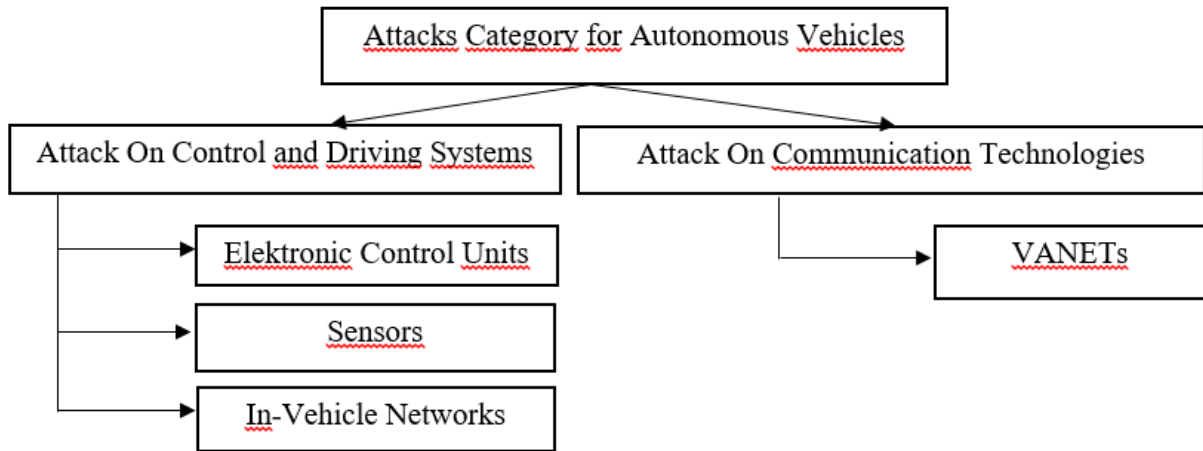 Attacks Category for Autonomous Vehicles
Attack On Control and Driving Systems
Attack On Communication Technologies
Elektronic Control Units
VANETs
Sensors
In-Vehicle Networks